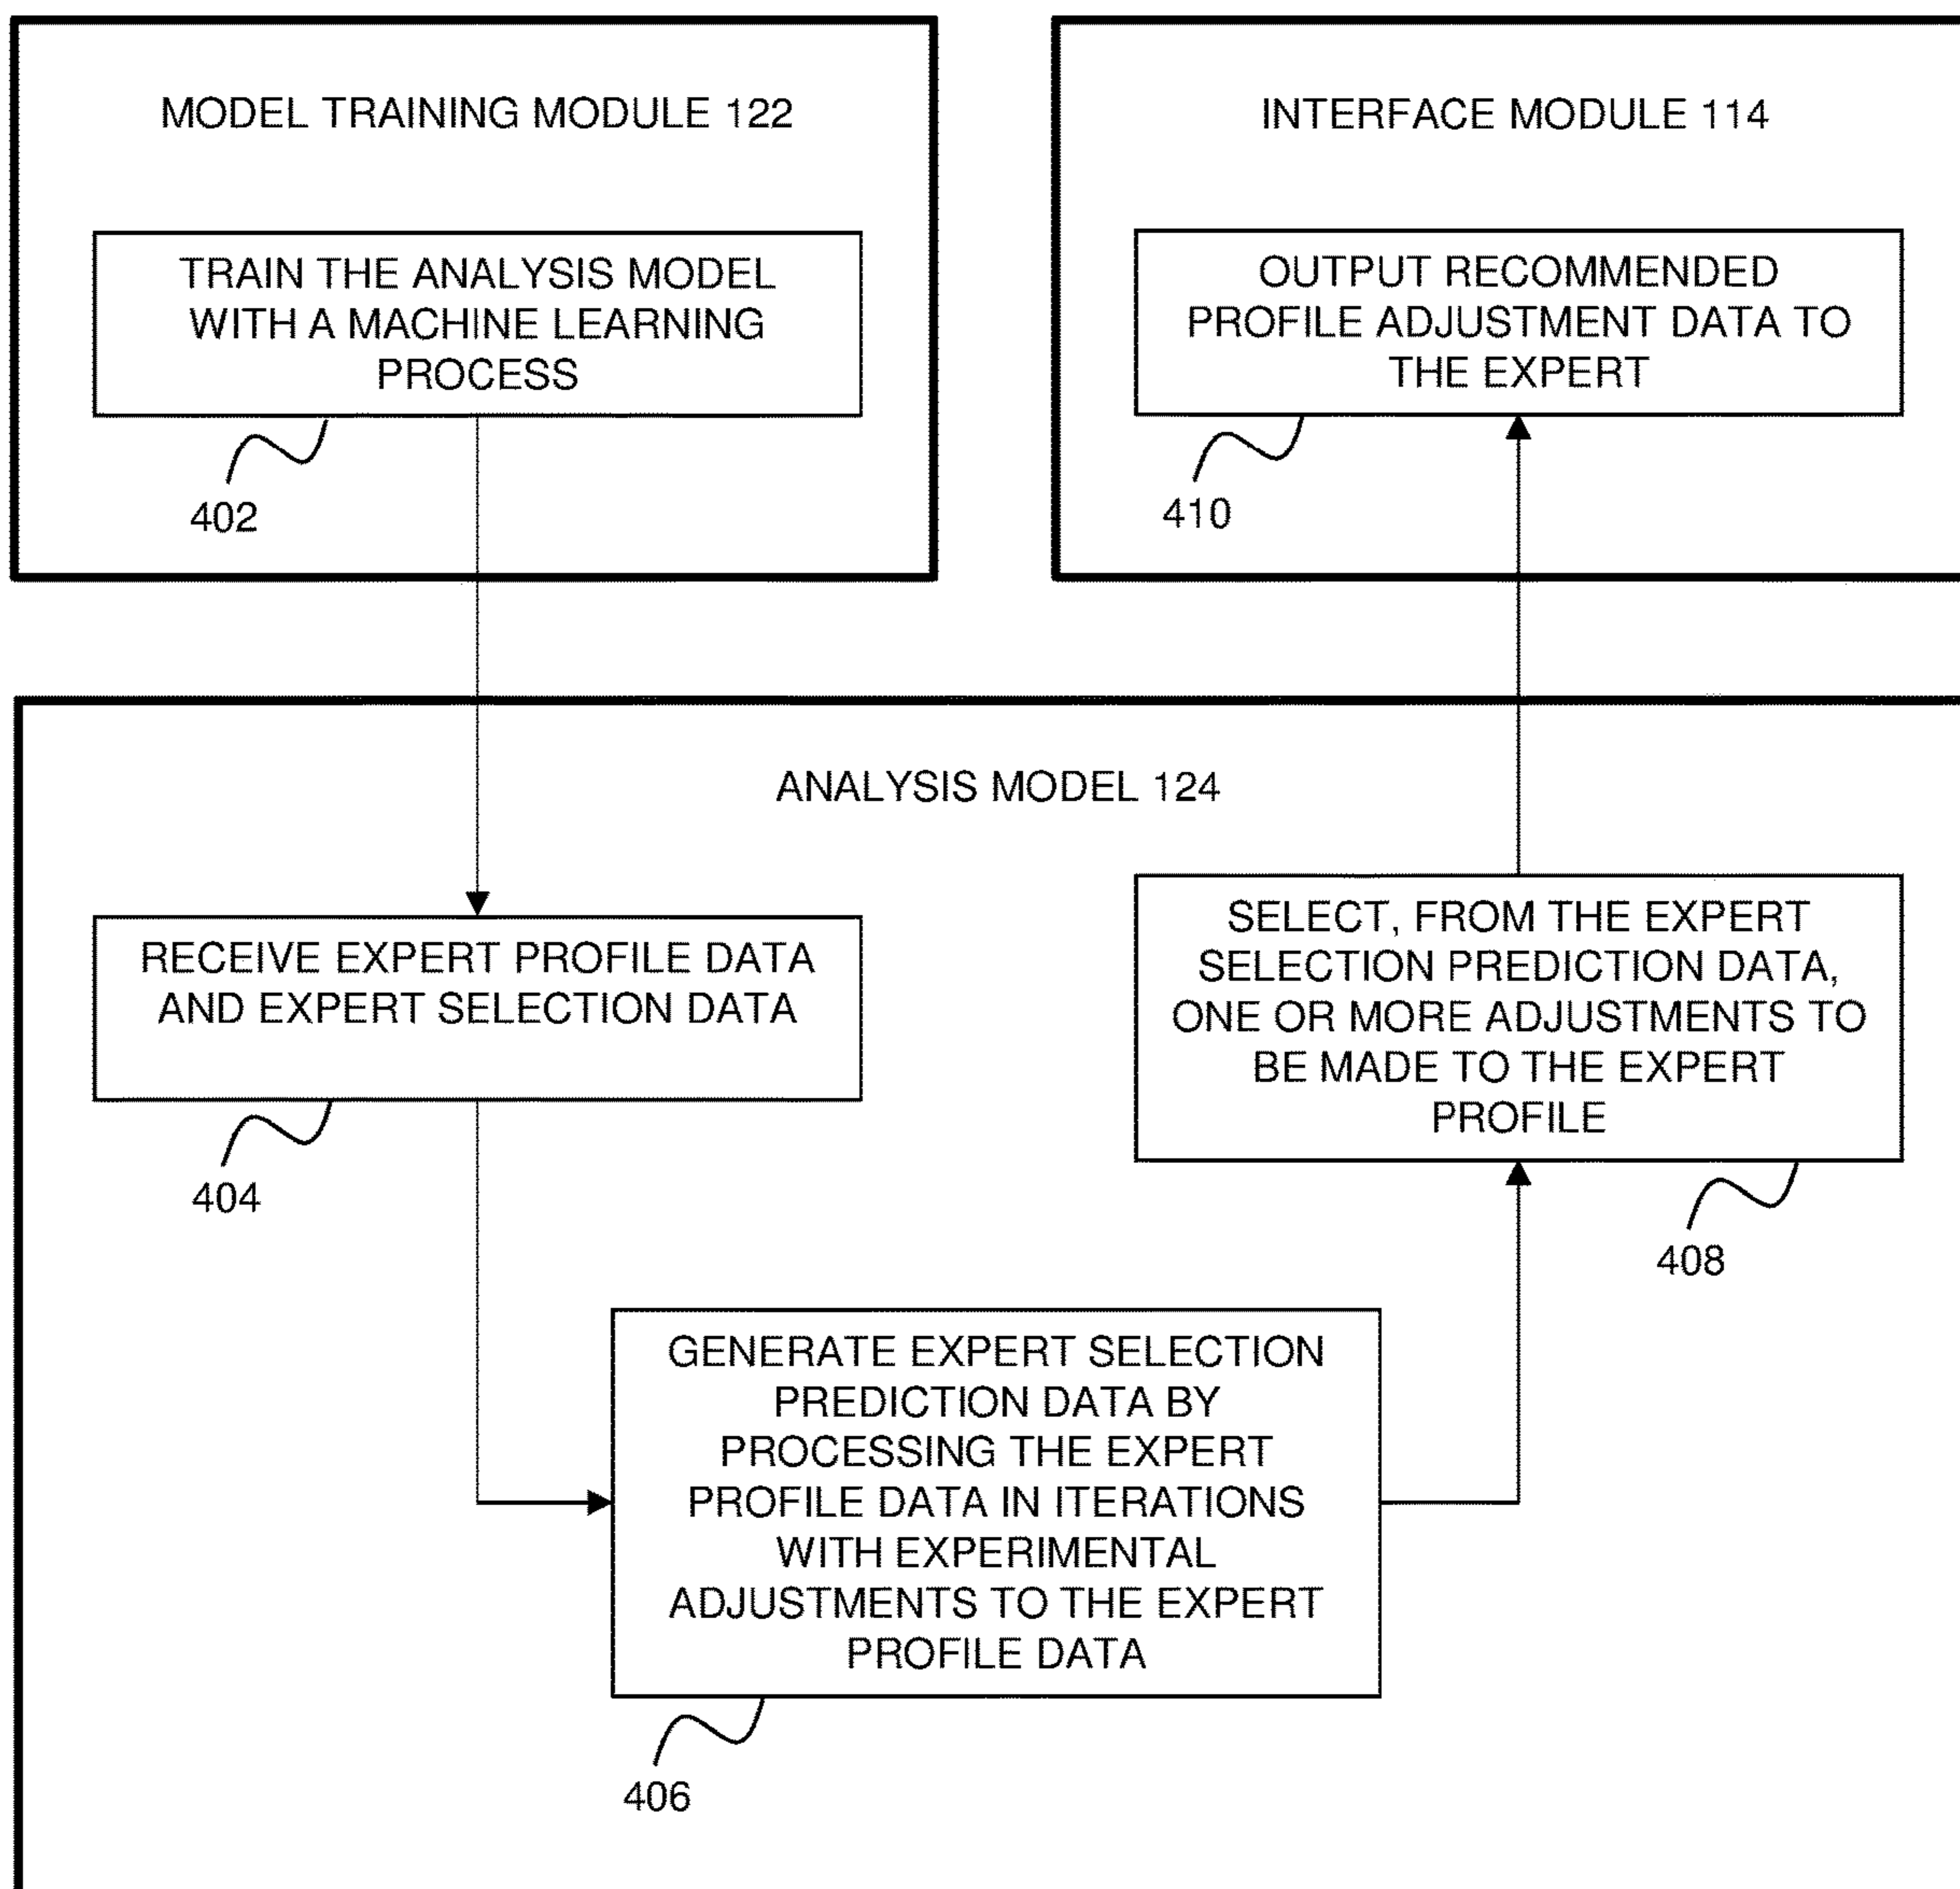 MODEL TRAINING MODULE 122
TRAIN THE ANALYSIS MODEL
WITH A MACHINE LEARNING
PROCESS
402
INTERFACE MODULE 114
OUTPUT RECOMMENDED
PROFILE ADJUSTMENT DATA TO
THE EXPERT
410
ANALYSIS MODEL 124
RECEIVE EXPERT PROFILE DATA
AND EXPERT SELECTION DATA
404
SELECT, FROM THE EXPERT
SELECTION PREDICTION DATA,
ONE OR MORE ADJUSTMENTS TO
BE MADE TO THE EXPERT
PROFILE
408
GENERATE EXPERT SELECTION
PREDICTION DATA BY
PROCESSING THE EXPERT
PROFILE DATA IN ITERATIONS
WITH EXPERIMENTAL
ADJUSTMENTS TO THE EXPERT
PROFILE DATA
406